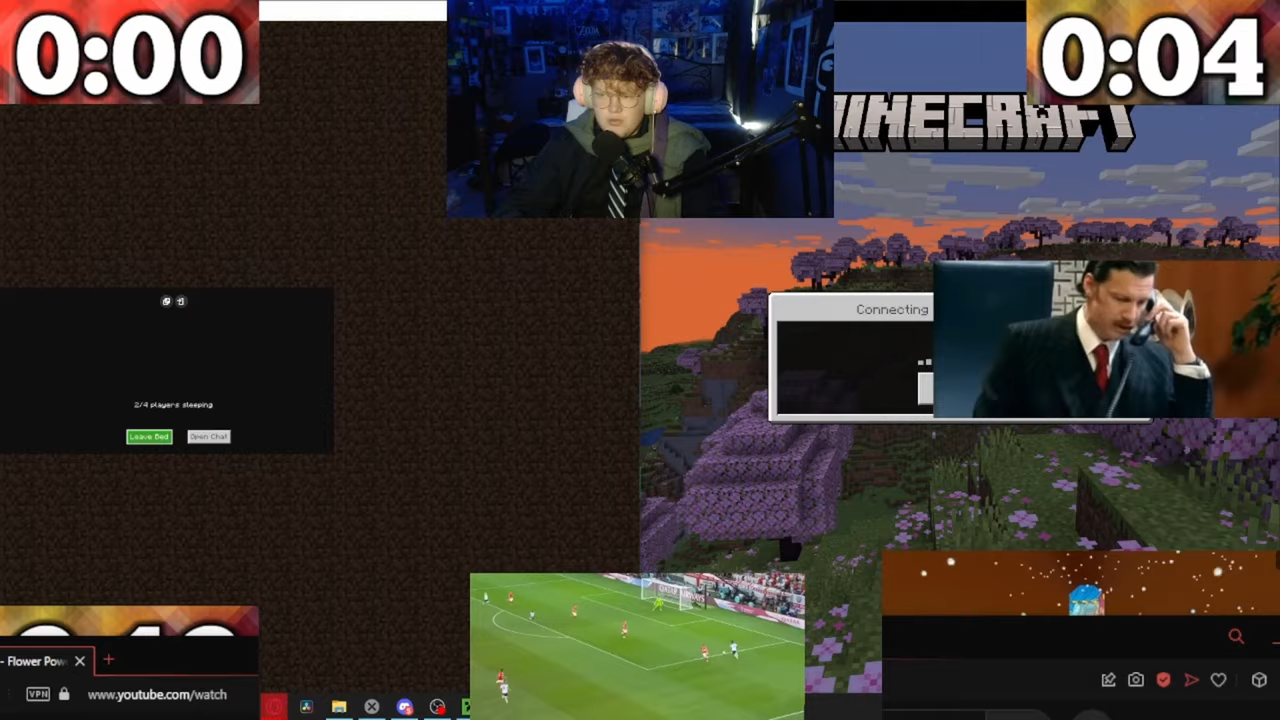 0:00
0:04
MINECRAFT
Connecting
2/4 players sleeping
Leave Bed
Open Chat
- Flower Pow
VPN
www.youtube.com/watch